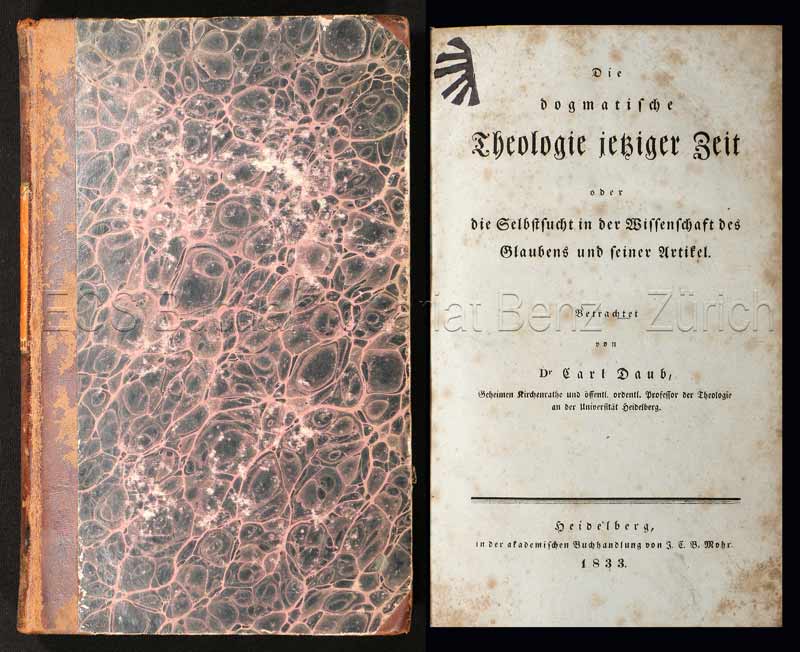 Die
dogmatische
Theologie jetziger Zeit
oder
die Selbstsucht in der Wissenschaft des
Glaubens und seiner Artikel.
Betrachtet
von
Dr Carl Daub,
Geheimen Kirchenrathe und öffentl. ordentl. Professor der Theologie
an der Universität Heidelberg.
Heidelberg,
in der akademischen Buchhandlung von J. C. B. Mohr.
1833.
Benz - Zürich